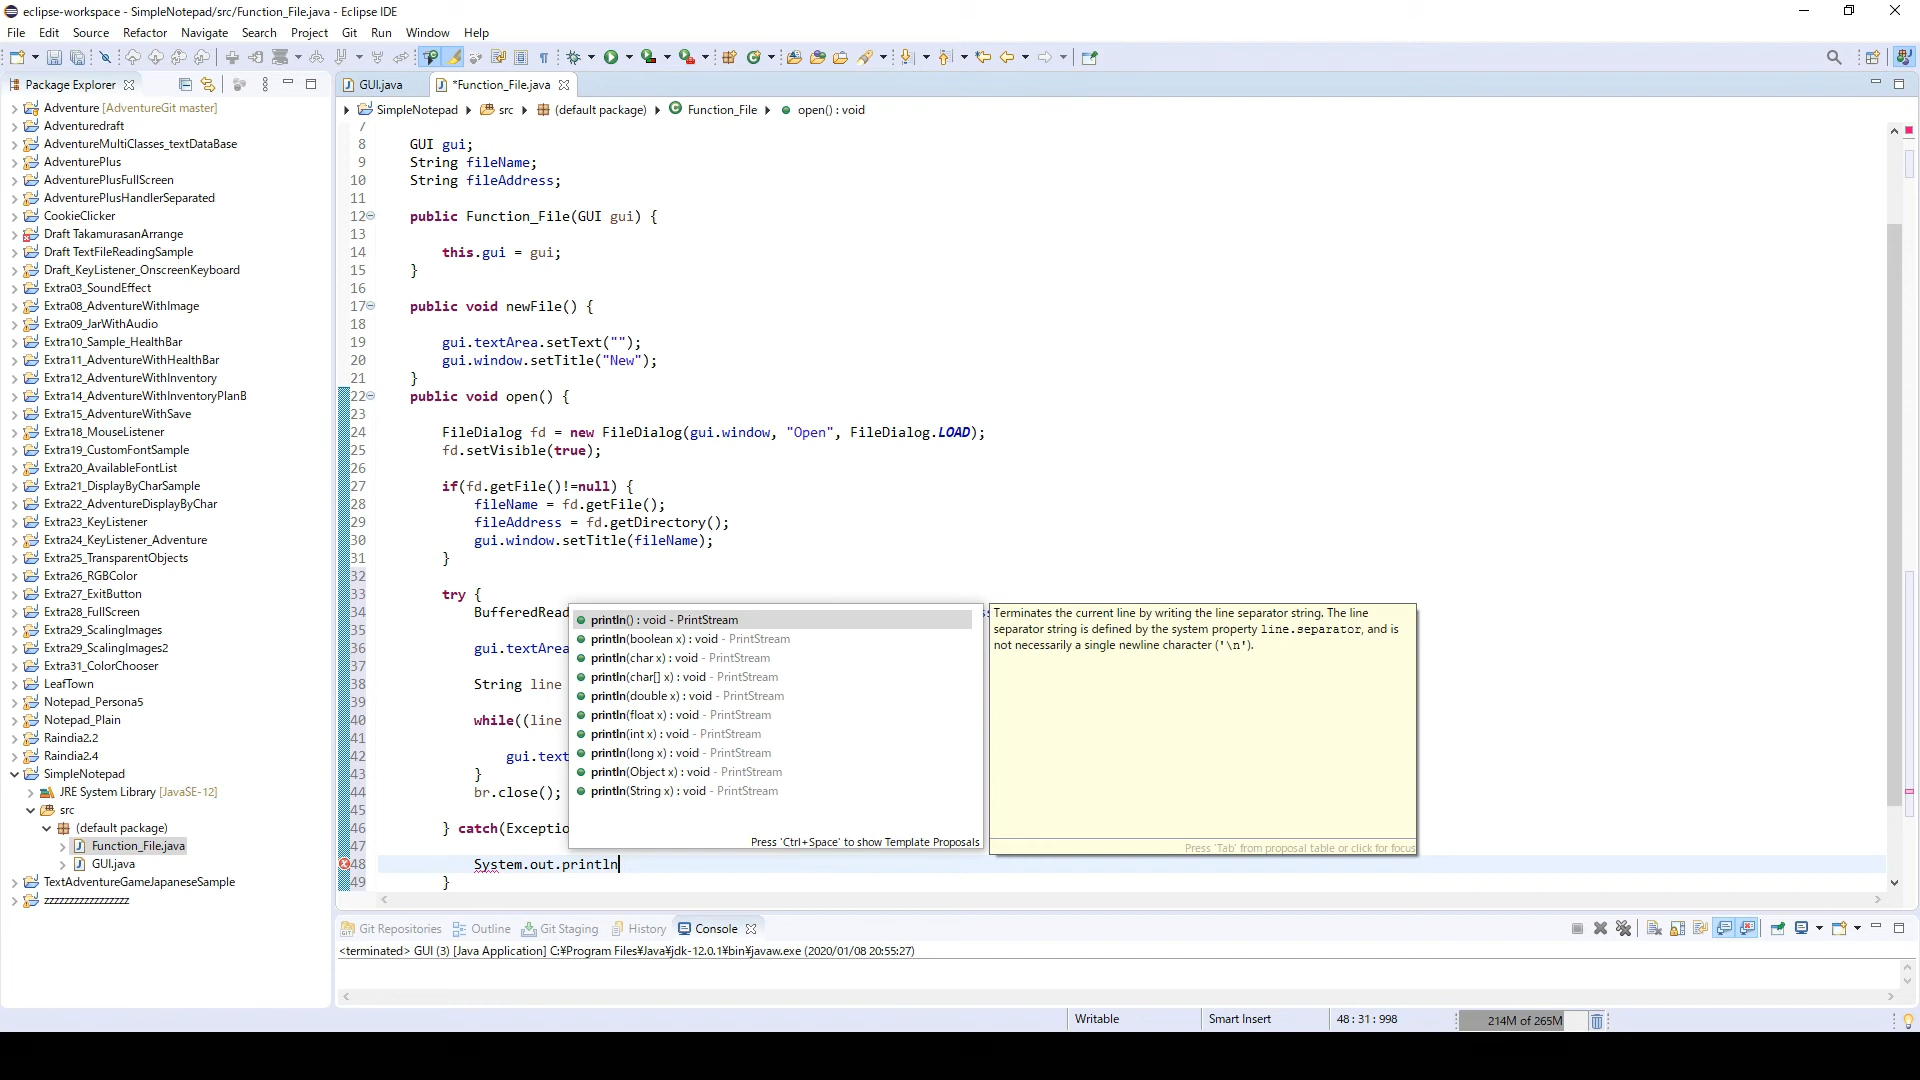 eclipse-workspace - SimpleNotepad/src/Function_File.java - Eclipse IDE
File Edit Source Refactor Navigate Search Project Git Run Window Help
Package Explorer
GUI.java *Function_File.java
SimpleNotepad src (default package) Function_File open() : void
Adventure [AdventureGit master]
Adventuredraft
AdventureMultiClasses_textDataBase
AdventurePlus
AdventurePlusFullScreen
AdventurePlusHandlerSeparated
CookieClicker
Draft TakamurasanArrange
Draft TextFileReadingSample
Draft_KeyListener_OnscreenKeyboard
Extra03_SoundEffect
Extra08_AdventureWithImage
Extra09_JarWithAudio
Extra10_Sample_HealthBar
Extra11_AdventureWithHealthBar
Extra12_AdventureWithInventory
Extra14_AdventureWithInventoryPlanB
Extra15_AdventureWithSave
Extra18_MouseListener
Extra19_CustomFontSample
Extra20_AvailableFontList
Extra21_DisplayByCharSample
Extra22_AdventureDisplayByChar
Extra23_KeyListener
Extra24_KeyListener_Adventure
Extra25_TransparentObjects
Extra26_RGBColor
Extra27_ExitButton
Extra28_FullScreen
Extra29_ScalingImages
Extra29_ScalingImages2
Extra31_ColorChooser
LeafTown
Notepad_Persona5
Notepad_Plain
Raindia2.2
Raindia2.4
SimpleNotepad
JRE System Library [JavaSE-12]
src
(default package)
Function_File.java
GUI.java
TextAdventureGameJapaneseSample
7
8 GUI gui;
9 String fileName;
10 String fileAddress;
11
12 public Function_File(GUI gui) {
13
14 this.gui = gui;
15 }
16
17 public void newFile() {
18
19 gui.textArea.setText("");
20 gui.window.setTitle("New");
21 }
22 public void open() {
23
24 FileDialog fd = new FileDialog(gui.window, "Open", FileDialog.LOAD);
25 fd.setVisible(true);
26
27 if(fd.getFile()!=null) {
28 fileName = fd.getFile();
29 fileAddress = fd.getDirectory();
30 gui.window.setTitle(fileName);
31 }
32
33 try {
34 BufferedRead
35
36 gui.textArea
37
38 String line
39
40 while((line
41
42 gui.text
43 }
44 br.close();
45
46 } catch(Exceptio
47
48 System.out.println
49 }
println() : void - PrintStream
println(boolean x) : void - PrintStream
println(char x) : void - PrintStream
println(char[] x) : void - PrintStream
println(double x) : void - PrintStream
println(float x) : void - PrintStream
println(int x) : void - PrintStream
println(long x) : void - PrintStream
println(Object x) : void - PrintStream
println(String x) : void - PrintStream
Press 'Ctrl+Space' to show Template Proposals
Terminates the current line by writing the line separator string. The line
separator string is defined by the system property line.separator, and is
not necessarily a single newline character ('\n').
Press 'Tab' from proposal table or click for focus
Git Repositories Outline Git Staging History Console
<terminated> GUI (3) [Java Application] C:¥Program Files¥Java¥jdk-12.0.1¥bin¥javaw.exe (2020/01/08 20:55:27)
Writable Smart Insert 48 : 31 : 998 214M of 265M